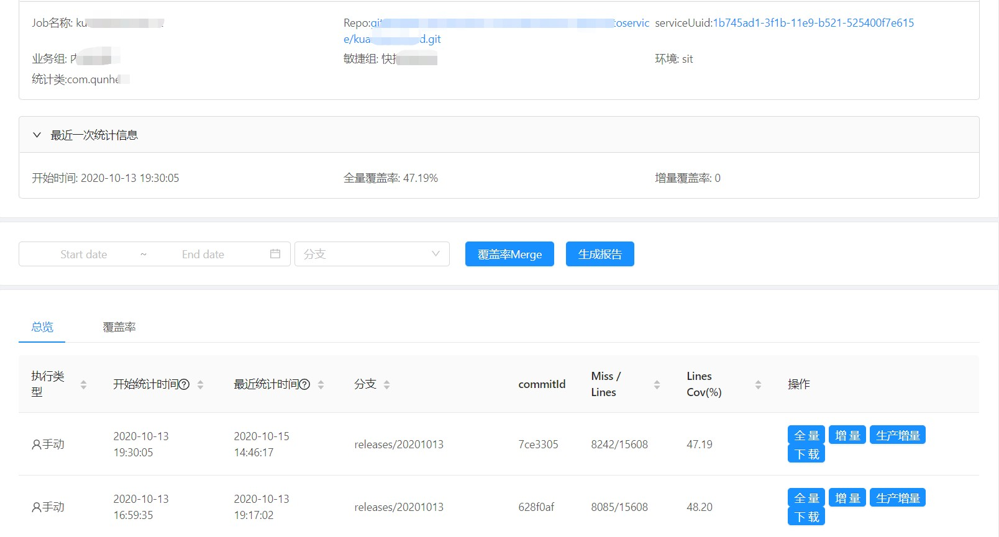 Job名称: ku
Repo:git
toservic
serviceUuid:1b745ad1-3f1b-11e9-b521-525400f7e615
e/kua
d.git
业务组: 内
敏捷组: 快
环境: sit
统计类:com.qunhe
最近一次统计信息
开始时间: 2020-10-13 19:30:05
全量覆盖率: 47.19%
增量覆盖率: 0
Start date
~
End date
分支
覆盖率Merge
生成报告
总览
覆盖率
执行类
型
开始统计时间
最近统计时间
分支
commitId
Miss /
Lines
Lines
Cov(%)
操作
手动
2020-10-13
19:30:05
2020-10-15
14:46:17
releases/20201013
7ce3305
8242/15608
47.19
全 量
增 量
生产增量
下 载
手动
2020-10-13
16:59:35
2020-10-13
19:17:02
releases/20201013
628f0af
8085/15608
48.20
全 量
增 量
生产增量
下 载